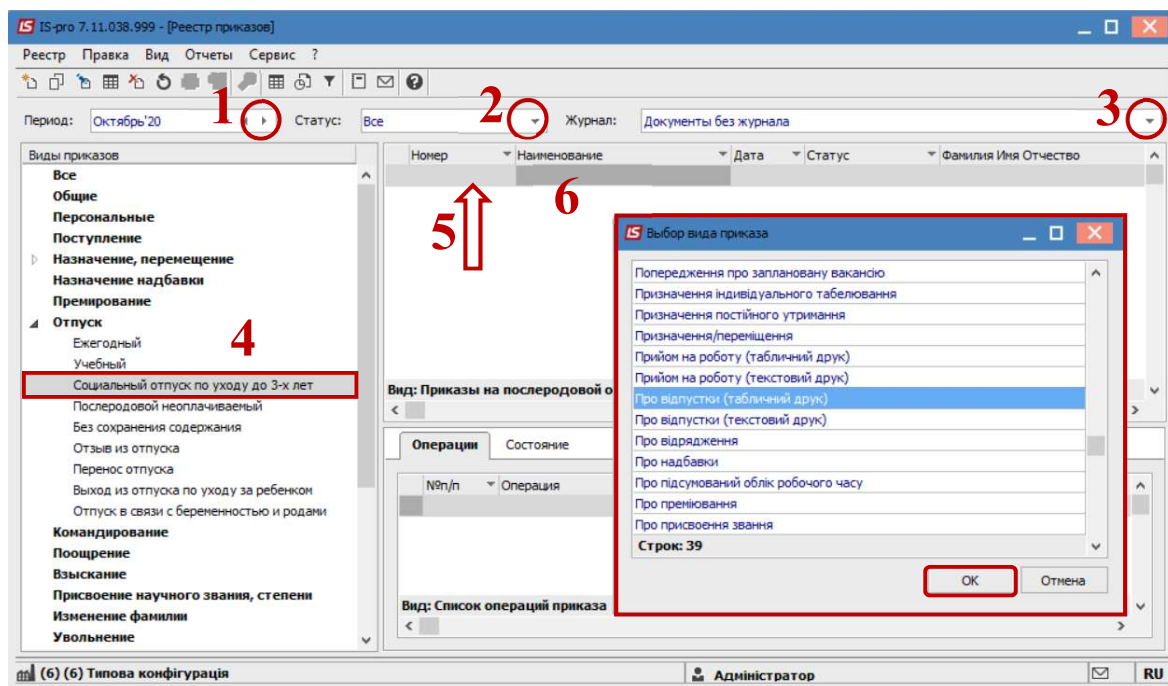 IS-pro 7.11.038.999 - [Реестр приказов]
Реестр Правка Вид Отчеты Сервис ?
Период: Октябрь'20 1 Статус: Все 2 Журнал: Документы без журнала 3
Виды приказов
Все
Общие
Персональные
Поступление
Назначение, перемещение
Назначение надбавки
Премирование
Отпуск
Ежегодный
Учебный
4
Социальный отпуск по уходу до 3-х лет
Послеродовой неоплачиваемый
Без сохранения содержания
Отзыв из отпуска
Перенос отпуска
Выход из отпуска по уходу за ребенком
Отпуск в связи с беременностью и родами
Командирование
Поощрение
Взыскание
Присвоение научного звания, степени
Изменение фамилии
Увольнение
Номер Наименование Дата Статус Фамилия Имя Отчество
5 6
Вид: Приказы на послеродовой о
Операции Состояние
№п/п Операция
Вид: Список операций приказа
Выбор вида приказа
Попередження про заплановану вакансію
Призначення індивідуального табелювання
Призначення постійного утримання
Призначення/переміщення
Прийом на роботу (табличний друк)
Прийом на роботу (текстовий друк)
Про відпустки (табличний друк)
Про відпустки (текстовий друк)
Про відрядження
Про надбавки
Про підсумований облік робочого часу
Про преміювання
Про присвоення звання
Строк: 39
OK Отмена
(6) (6) Типова конфігурація Адміністратор RU